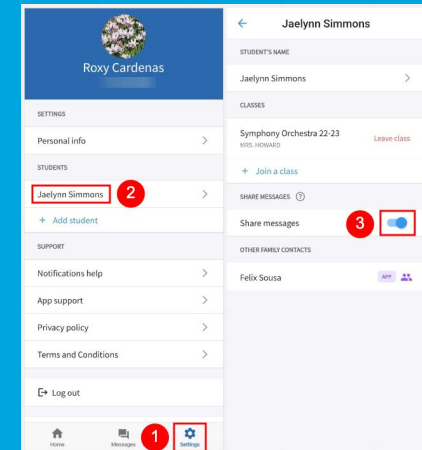 Roxy Cardenas
SETTINGS
Personal info
STUDENTS
Jaelynn Simmons 2
+ Add student
SUPPORT
Notifications help
App support
Privacy policy
Terms and Conditions
Log out
Home
Messages
1
Settings
Jaelynn Simmons
STUDENT'S NAME
Jaelynn Simmons
CLASSES
Symphony Orchestra 22-23
MRS. HOWARD
Leave class
+ Join a class
SHARE MESSAGES ?
Share messages 3
OTHER FAMILY CONTACTS
Felix Sousa APP